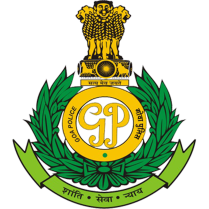 सत्यमेव जयते
GOA POLICE
गोवा पुलिस
GP
शांति • सेवा • न्याय